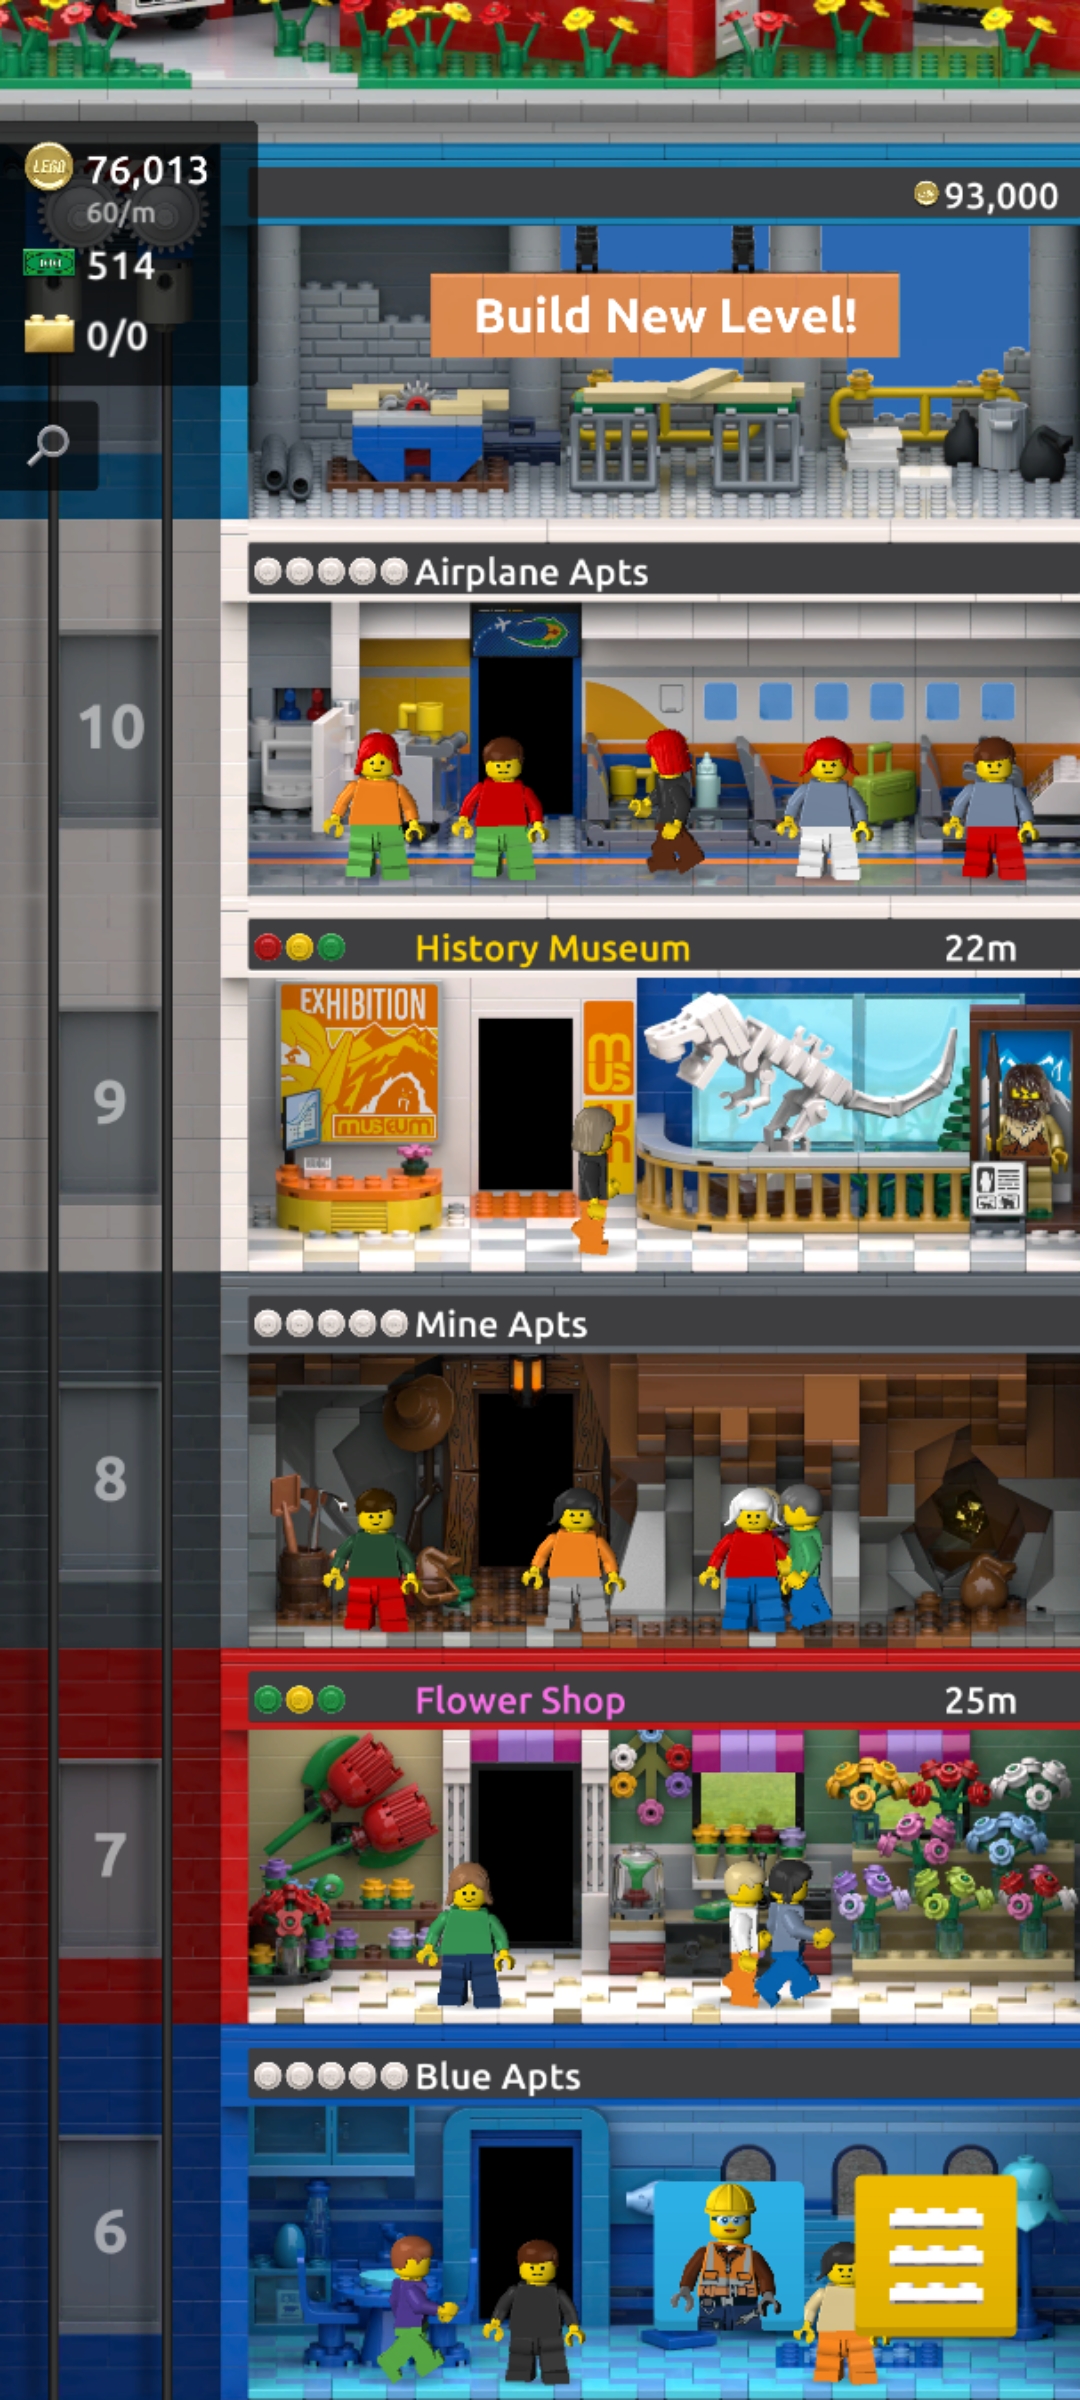 LEGO 76,013
60/m
514
0/0
93,000
Build New Level!
Airplane Apts
10
History Museum 22m
EXHIBITION
museum
mus
9
Mine Apts
8
Flower Shop 25m
7
Blue Apts
6